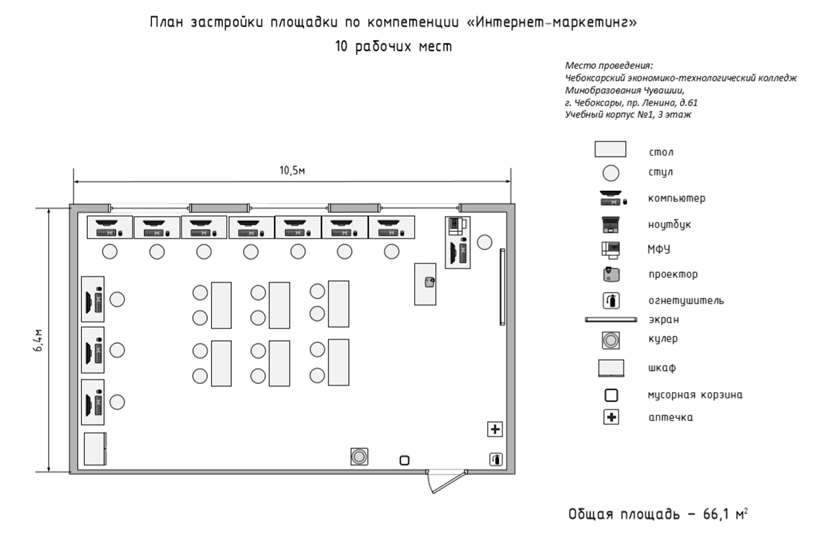 План застройки площадки по компетенции «Интернет-маркетинг»
10 рабочих мест
Место проведения:
Чебоксарский экономико-технологический колледж
Минобразования Чувашии,
г. Чебоксары, пр. Ленина, д.61
Учебный корпус №1, 3 этаж
стол
стул
компьютер
ноутбук
МФУ
проектор
огнетушитель
экран
кулер
шкаф
мусорная корзина
аптечка
10,5м
6,4м
Общая площадь – 66,1 м²